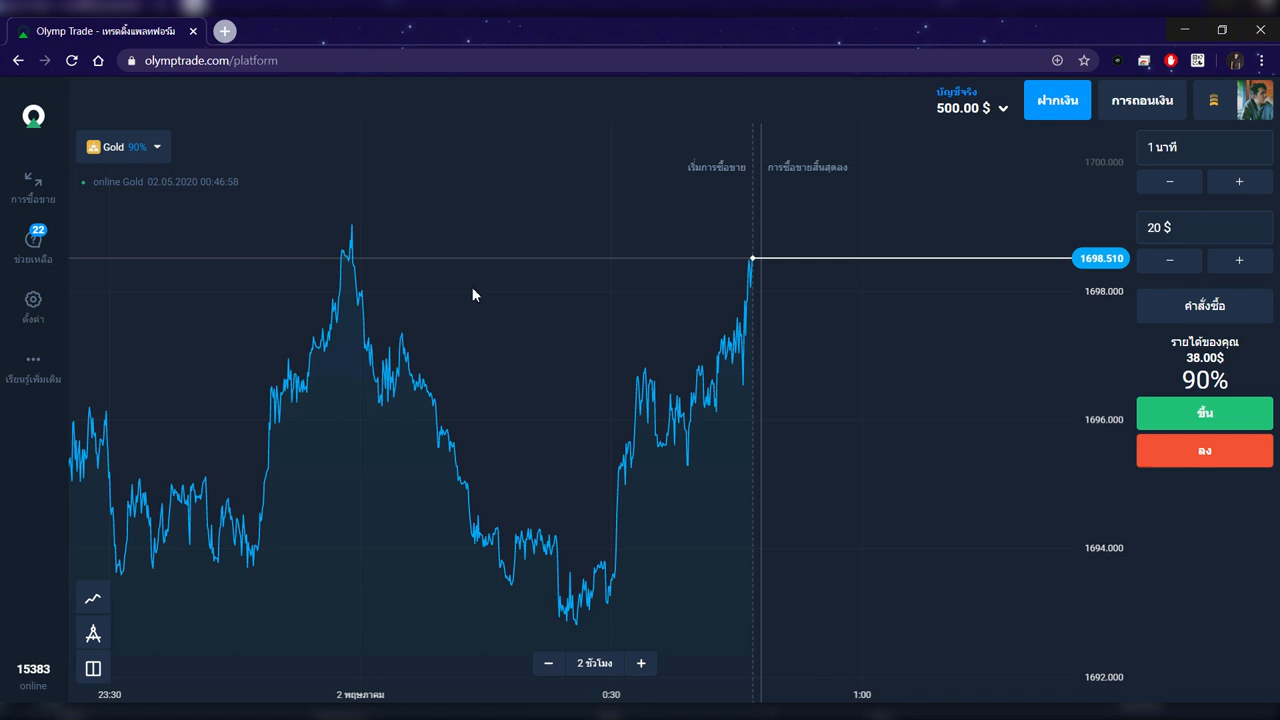 Olymp Trade - เทรดดิ้งแพลทฟอร์ม
olymptrade.com/platform
บัญชีจริง
500.00 $
ฝากเงิน
การถอนเงิน
Gold 90%
online Gold 02.05.2020 00:46:58
เริ่มการซื้อขาย
การซื้อขายสิ้นสุดลง
1700.000
1 นาที
การซื้อขาย
22
ช่วยเหลือ
20 $
1698.510
1698.000
คำสั่งซื้อ
ตั้งค่า
รายได้ของคุณ
38.00$
90%
เรียนรู้เพิ่มเติม
ขึ้น
1696.000
ลง
1694.000
15383
online
2 ชั่วโมง
1692.000
23:30
2 พฤษภาคม
0:30
1:00